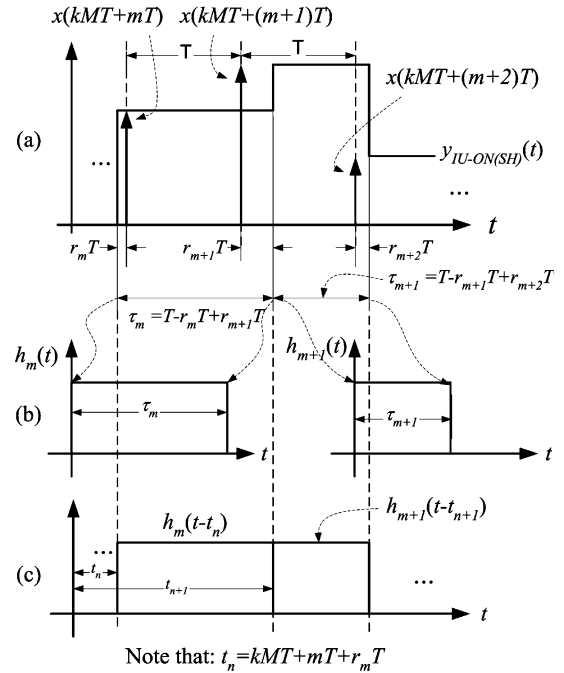 x(kMT+mT) x(kMT+(m+1)T)
T T
x(kMT+(m+2)T)
(a)
... y_{IU-ON(SH)}(t)
...
t
r_mT r_{m+1}T r_{m+2}T
τ_{m+1} =T-r_{m+1}T+r_{m+2}T
τ_m =T-r_mT+r_{m+1}T
h_m(t) h_{m+1}(t)
(b) τ_m τ_{m+1}
t t
h_m(t-t_n) h_{m+1}(t-t_{n+1})
...
(c) t_n t_{n+1} ...
t
Note that: t_n=kMT+mT+r_mT